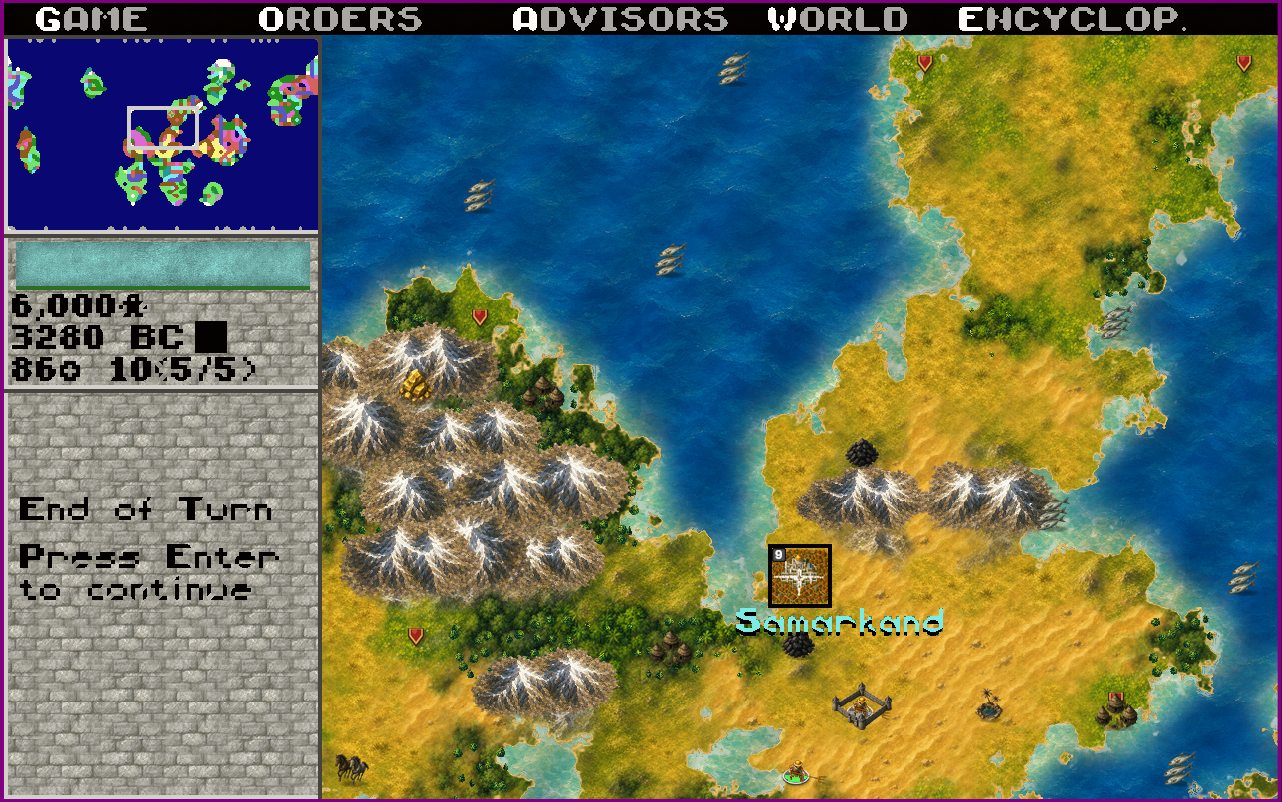 GAME ORDERS ADVISORS WORLD ENCYCLOP.
6,000
3280 BC
86 10(5/5)
End of Turn
Press Enter
to continue
9
Samarkand